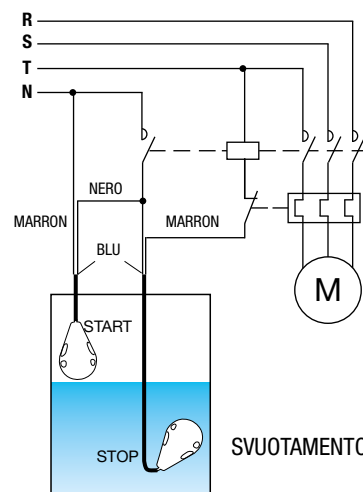 R
S
T
N
NERO
MARRON
MARRON
BLU
START
M
STOP
SVUOTAMENTO